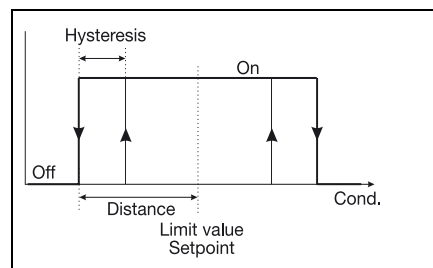 Hysteresis
On
Off
Distance
Cond.
Limit value
Setpoint